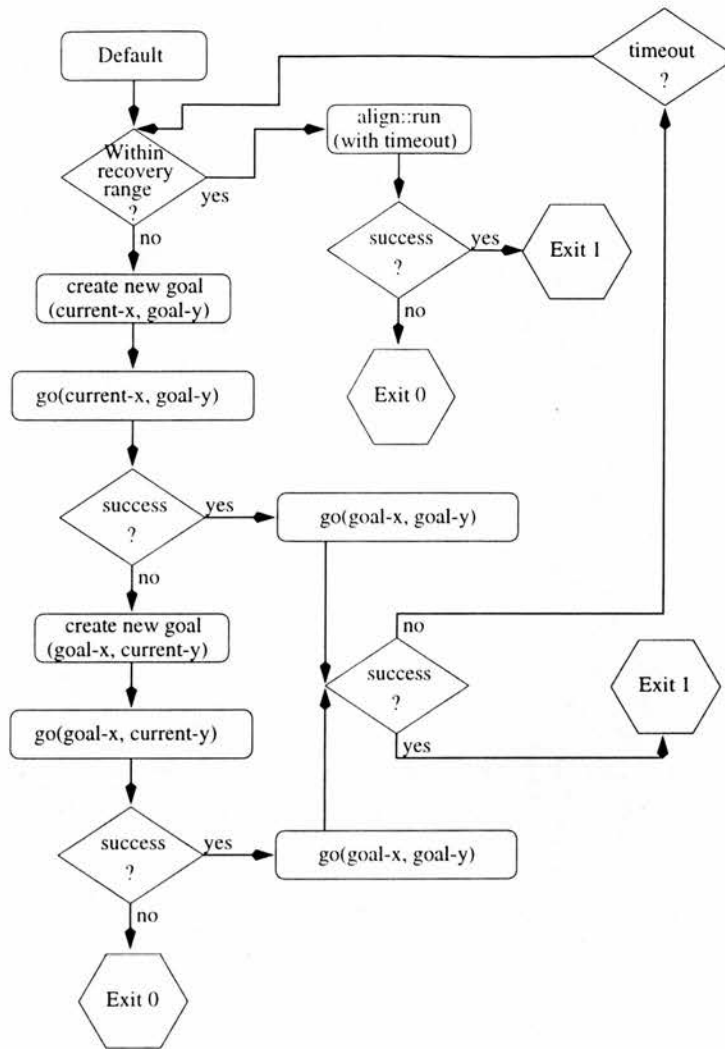 Default
timeout
?
align::run
(with timeout)
Within
recovery
range
?
yes
no
success
?
yes
Exit 1
no
create new goal
(current-x, goal-y)
Exit 0
go(current-x, goal-y)
success
?
yes
go(goal-x, goal-y)
no
create new goal
(goal-x, current-y)
no
success
?
Exit 1
yes
go(goal-x, current-y)
success
?
yes
go(goal-x, goal-y)
no
Exit 0